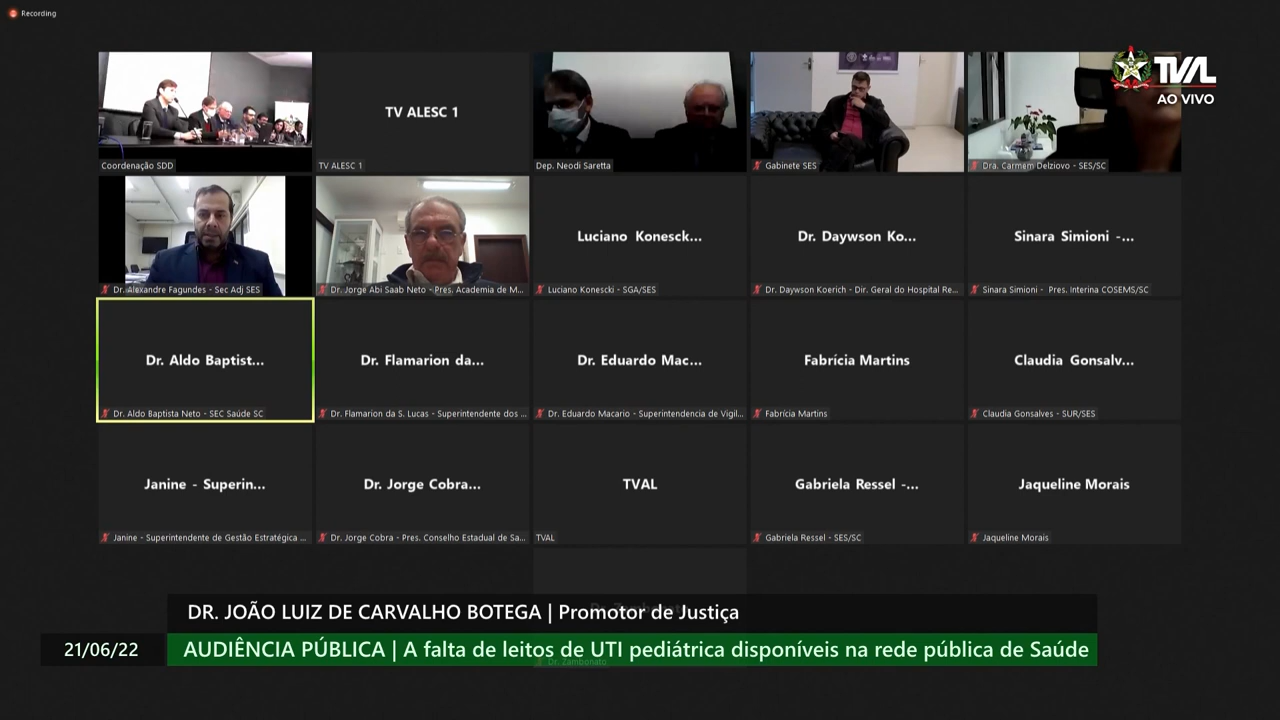 Recording
TVAL
AO VIVO
TV ALESC 1
Coordenação SDD
TV ALESC 1
Dep. Neodi Saretta
Gabinete SES
Dra. Carmem Delziovo - SES/SC
Luciano Konesck...
Dr. Daywson Ko...
Sinara Simioni -...
Dr. Alexandre Fagundes - Sec Adj SES
Dr. Jorge Abi Saab Neto - Pres. Academia de M...
Luciano Konescki - SGA/SES
Dr. Daywson Koerich - Dir. Geral do Hospital Re...
Sinara Simioni - Pres. Interina COSEMS/SC
Dr. Aldo Baptist...
Dr. Flamarion da...
Dr. Eduardo Mac...
Fabrícia Martins
Claudia Gonsalv...
Dr. Aldo Baptista Neto - SEC Saúde SC
Dr. Flamarion da S. Lucas - Superintendente dos ...
Dr. Eduardo Macario - Superintendencia de Vigil...
Fabrícia Martins
Claudia Gonsalves - SUR/SES
Janine - Superin...
Dr. Jorge Cobra...
TVAL
Gabriela Ressel -...
Jaqueline Morais
Janine - Superintendente de Gestão Estratégica ...
Dr. Jorge Cobra - Pres. Conselho Estadual de Sa...
TVAL
Gabriela Ressel - SES/SC
Jaqueline Morais
DR. JOÃO LUIZ DE CARVALHO BOTEGA | Promotor de Justiça
21/06/22
AUDIÊNCIA PÚBLICA | A falta de leitos de UTI pediátrica disponíveis na rede pública de Saúde
Dr. Zambonato